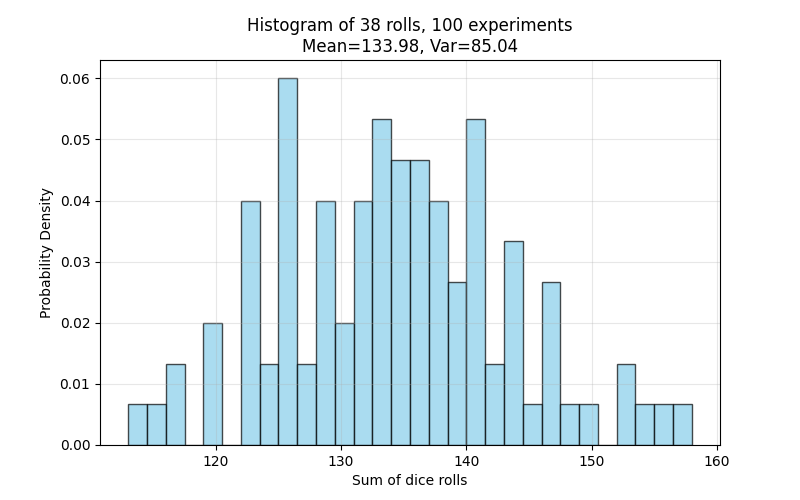 Histogram of 38 rolls, 100 experiments
Mean=133.98, Var=85.04
0.06
0.05
0.04
0.03
0.02
0.01
0.00
Probability Density
120 130 140 150 160
Sum of dice rolls